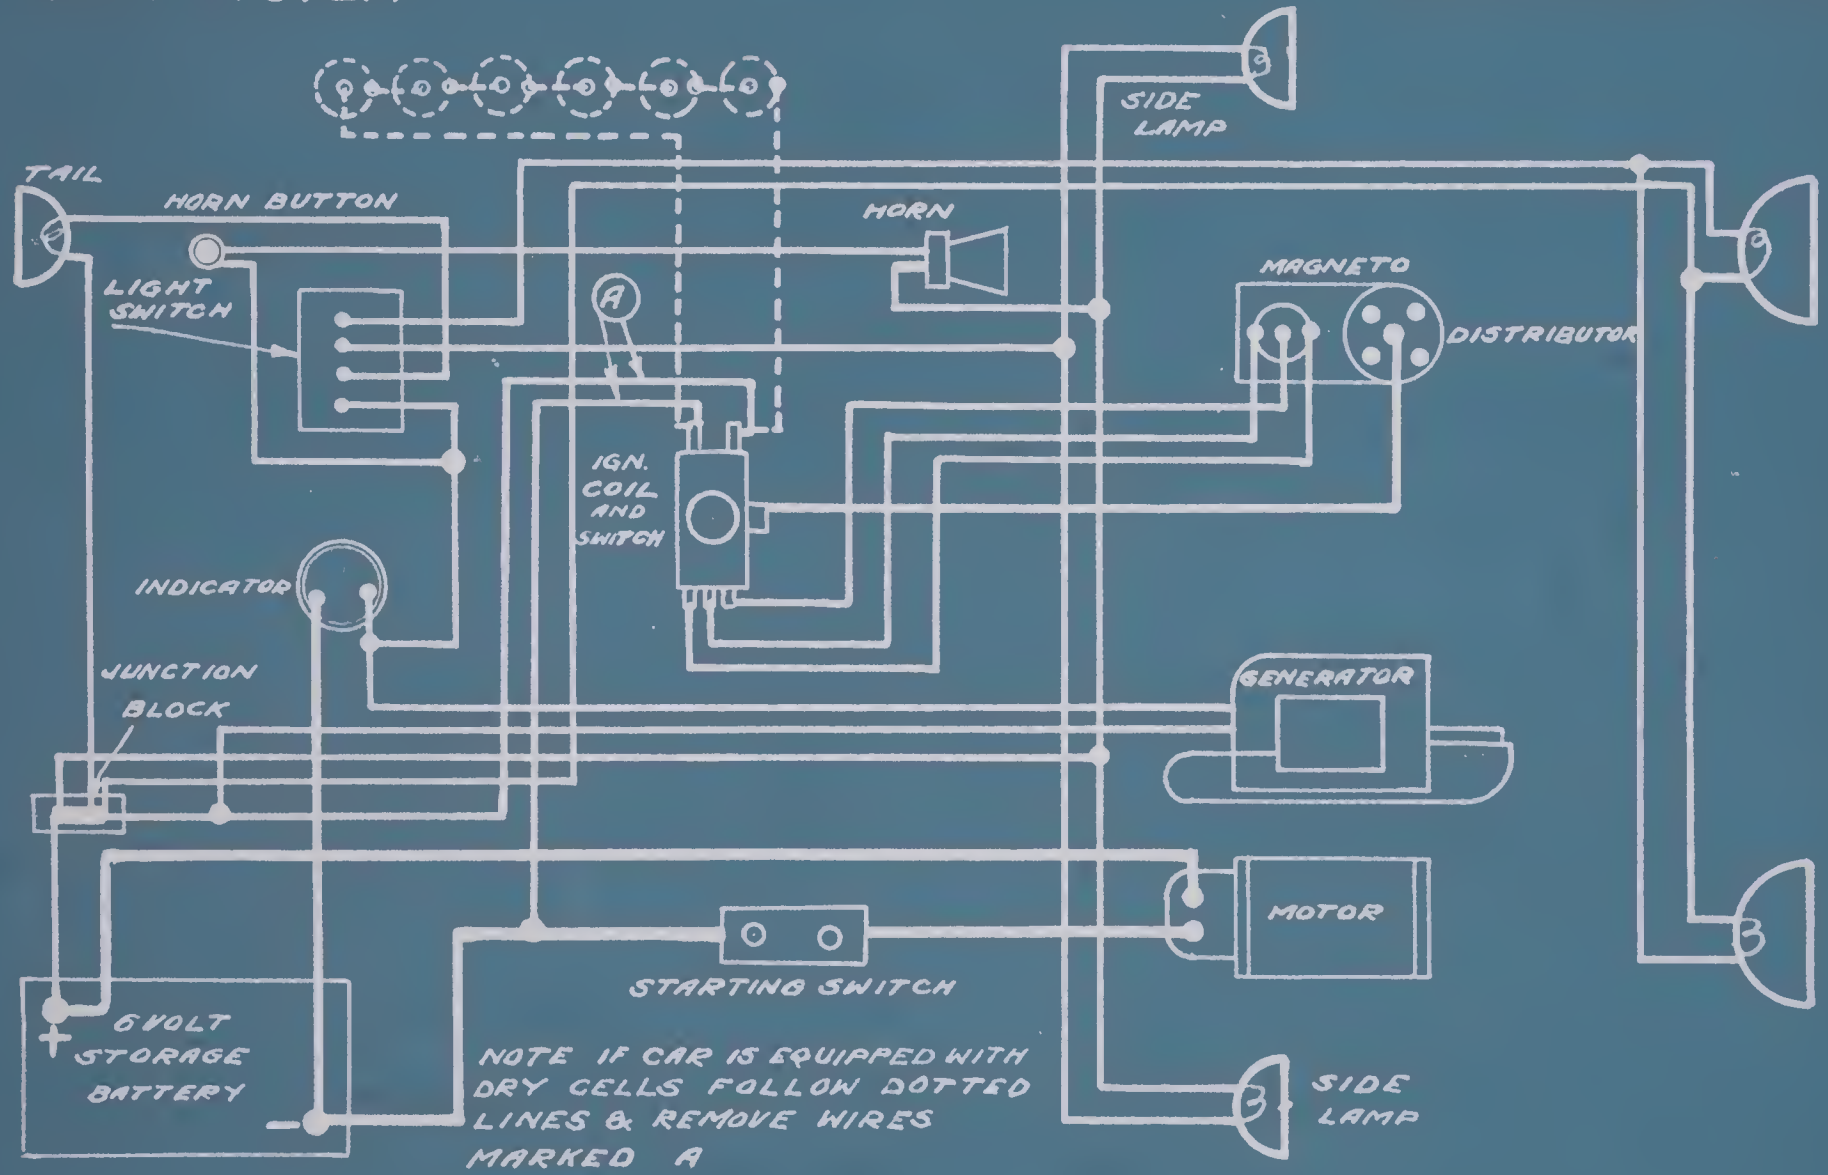 SIDE
LAMP
TAIL
HORN BUTTON
HORN
LIGHT
SWITCH
A
MAGNETO
DISTRIBUTOR
IGN.
COIL
AND
SWITCH
INDICATOR
JUNCTION
BLOCK
GENERATOR
MOTOR
STARTING SWITCH
6 VOLT
STORAGE
BATTERY
+
-
NOTE IF CAR IS EQUIPPED WITH
DRY CELLS FOLLOW DOTTED
LINES & REMOVE WIRES
MARKED A
SIDE
LAMP